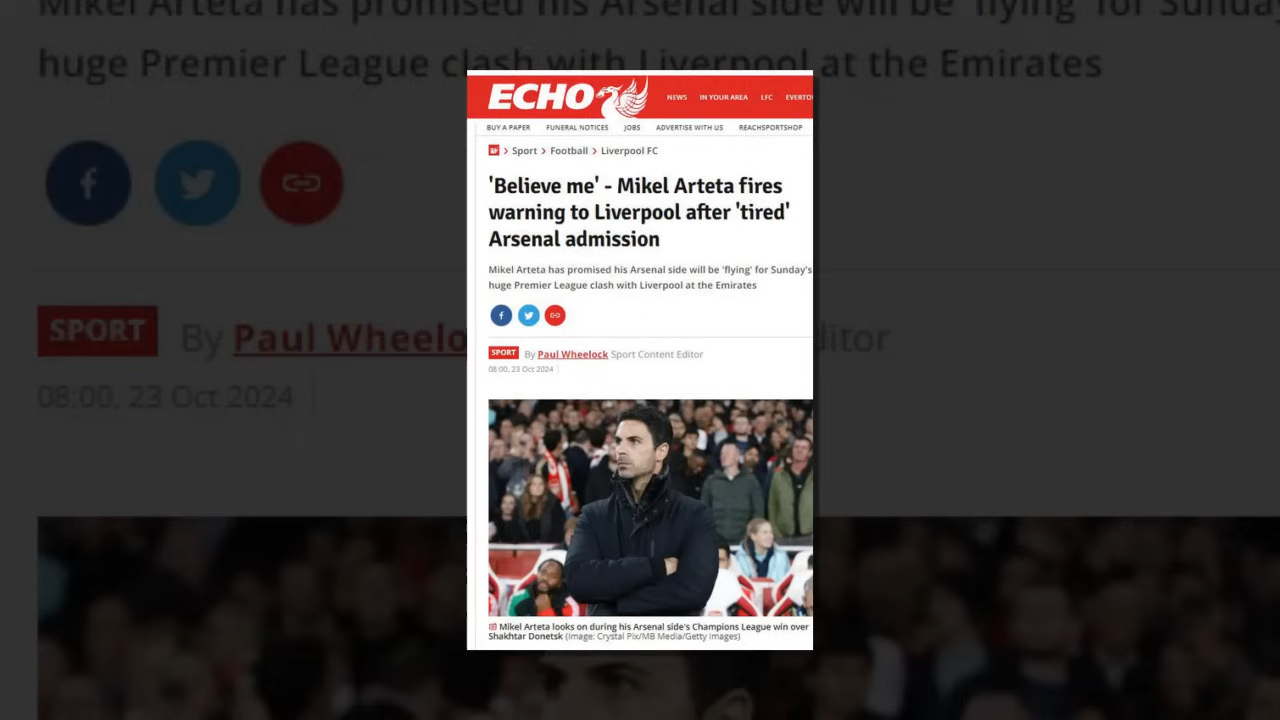 Mikel Arteta has promised his Arsenal side will be 'flying' for Sunday
huge Premier League clash with Liverpool at the Emirates
ECHO
NEWS IN YOUR AREA LFC EVERTO
BUY A PAPER FUNERAL NOTICES JOBS ADVERTISE WITH US REACHSPORTSHOP
> Sport > Football > Liverpool FC
'Believe me' - Mikel Arteta fires
warning to Liverpool after 'tired'
Arsenal admission
Mikel Arteta has promised his Arsenal side will be 'flying' for Sunday's
huge Premier League clash with Liverpool at the Emirates
SPORT By Paul Wheelock Sport Content Editor
08:00, 23 Oct 2024
Mikel Arteta looks on during his Arsenal side's Champions League win over
Shakhtar Donetsk (Image: Crystal Pix/MB Media/Getty Images)
SPORT By Paul Wheelo
ditor
08:00, 23 Oct 2024